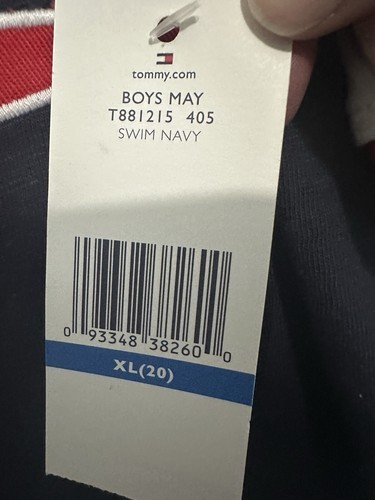 tommy.com
BOYS MAY
T881215 405
SWIM NAVY
0 93348 38260 0
XL(20)